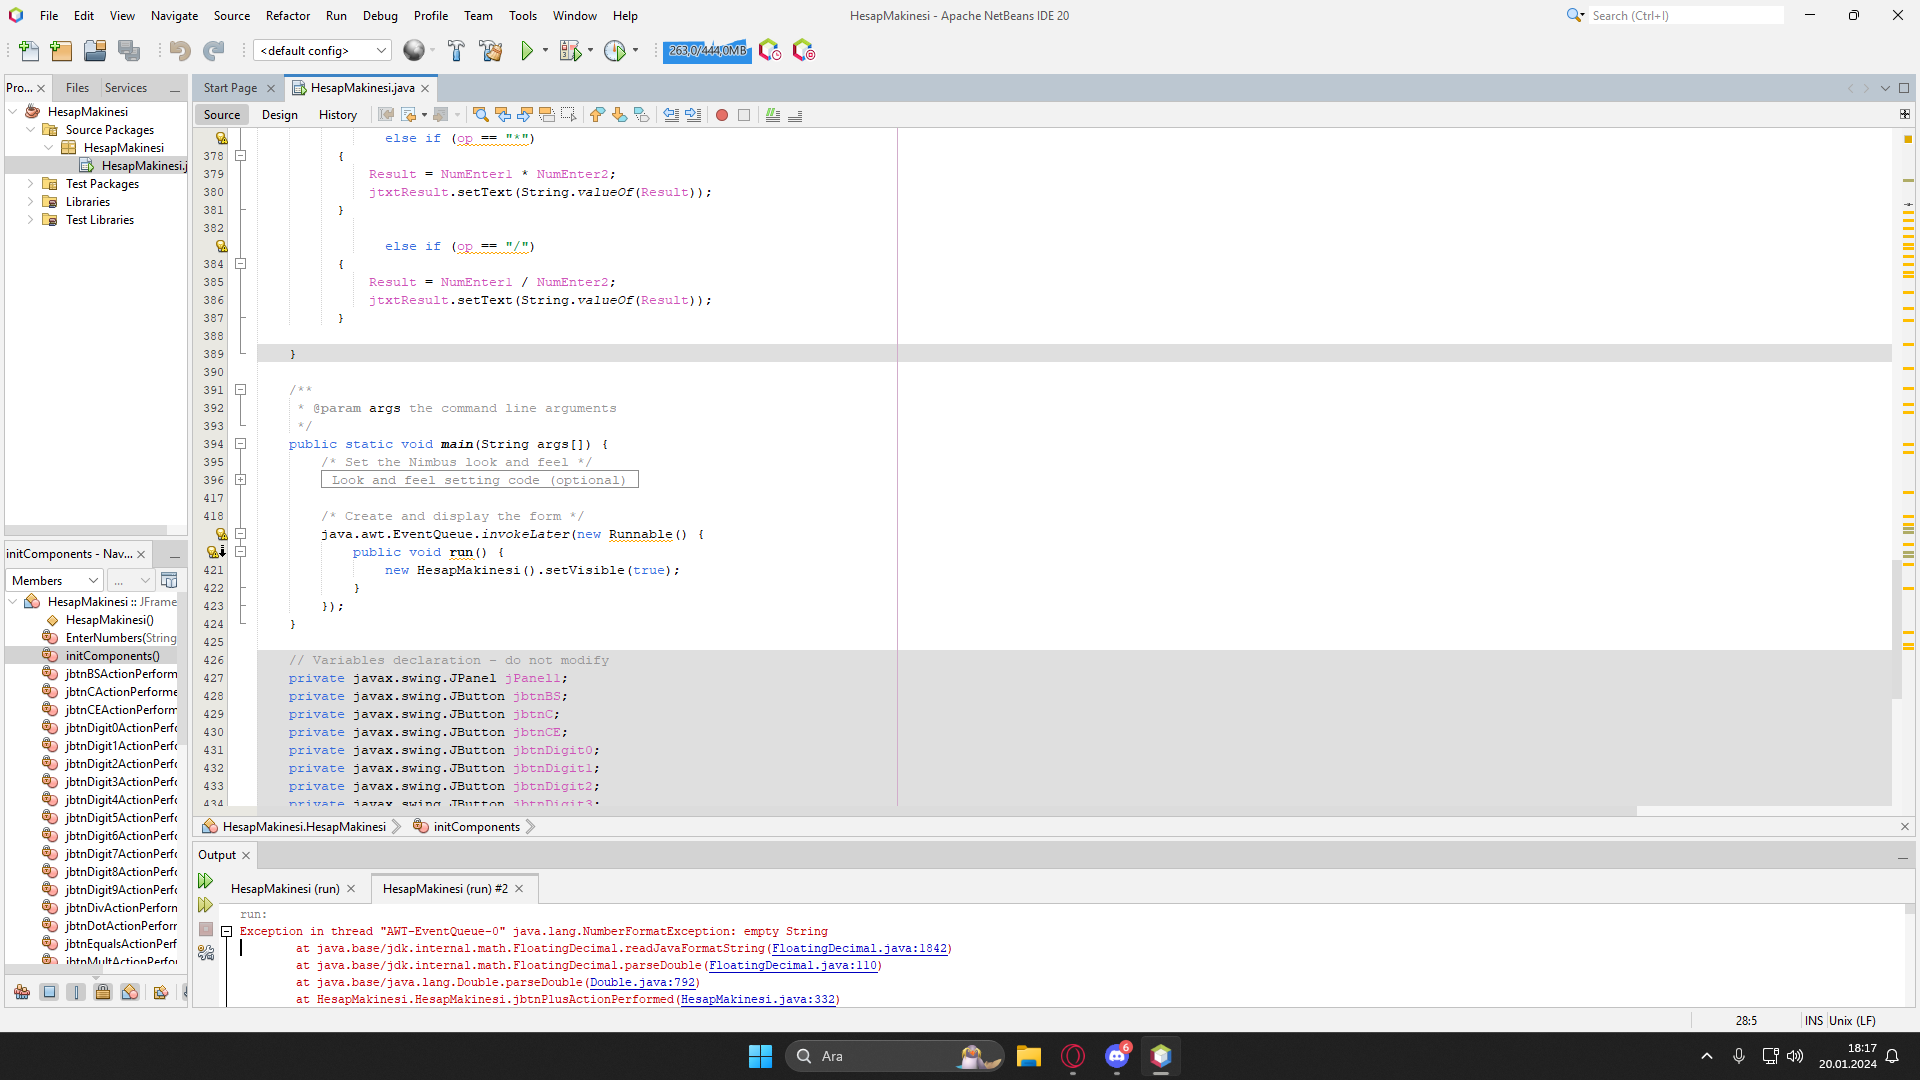 File Edit View Navigate Source Refactor Run Debug Profile Team Tools Window Help
HesapMakinesi - Apache NetBeans IDE 20
Search (Ctrl+I)
<default config>
263,0/444,0MB
Pro...
Files
Services
Start Page
HesapMakinesi.java
Source
Design
History
HesapMakinesi
Source Packages
HesapMakinesi
HesapMakinesi.j
Test Packages
Libraries
Test Libraries
else if (op == "*")
378 {
379 Result = NumEnter1 * NumEnter2;
380 jtxtResult.setText(String.valueOf(Result));
381 }
382
else if (op == "/")
384 {
385 Result = NumEnter1 / NumEnter2;
386 jtxtResult.setText(String.valueOf(Result));
387 }
388
389 }
390
391 /**
392 * @param args the command line arguments
393 */
394 public static void main(String args[]) {
395 /* Set the Nimbus look and feel */
396 Look and feel setting code (optional)
417
418 /* Create and display the form */
java.awt.EventQueue.invokeLater(new Runnable() {
public void run() {
421 new HesapMakinesi().setVisible(true);
422 }
423 });
424 }
425
426 // Variables declaration - do not modify
427 private javax.swing.JPanel jPanel1;
428 private javax.swing.JButton jbtnBS;
429 private javax.swing.JButton jbtnC;
430 private javax.swing.JButton jbtnCE;
431 private javax.swing.JButton jbtnDigit0;
432 private javax.swing.JButton jbtnDigit1;
433 private javax.swing.JButton jbtnDigit2;
434 private javax.swing.JButton jbtnDigit3;
initComponents - Nav...
Members
...
HesapMakinesi :: JFrame
HesapMakinesi()
EnterNumbers(String
initComponents()
jbtnBSActionPerform
jbtnCActionPerforme
jbtnCEActionPerform
jbtnDigit0ActionPerfo
jbtnDigit1ActionPerfo
jbtnDigit2ActionPerfo
jbtnDigit3ActionPerfo
jbtnDigit4ActionPerfo
jbtnDigit5ActionPerfo
jbtnDigit6ActionPerfo
jbtnDigit7ActionPerfo
jbtnDigit8ActionPerfo
jbtnDigit9ActionPerfo
jbtnDivActionPerform
jbtnDotActionPerform
jbtnEqualsActionPerf
jbtnMultActionPerfor
HesapMakinesi.HesapMakinesi
initComponents
Output
HesapMakinesi (run)
HesapMakinesi (run) #2
run:
Exception in thread "AWT-EventQueue-0" java.lang.NumberFormatException: empty String
at java.base/jdk.internal.math.FloatingDecimal.readJavaFormatString(FloatingDecimal.java:1842)
at java.base/jdk.internal.math.FloatingDecimal.parseDouble(FloatingDecimal.java:110)
at java.base/java.lang.Double.parseDouble(Double.java:792)
at HesapMakinesi.HesapMakinesi.jbtnPlusActionPerformed(HesapMakinesi.java:332)
28:5
INS
Unix (LF)
Ara
6
18:17
20.01.2024